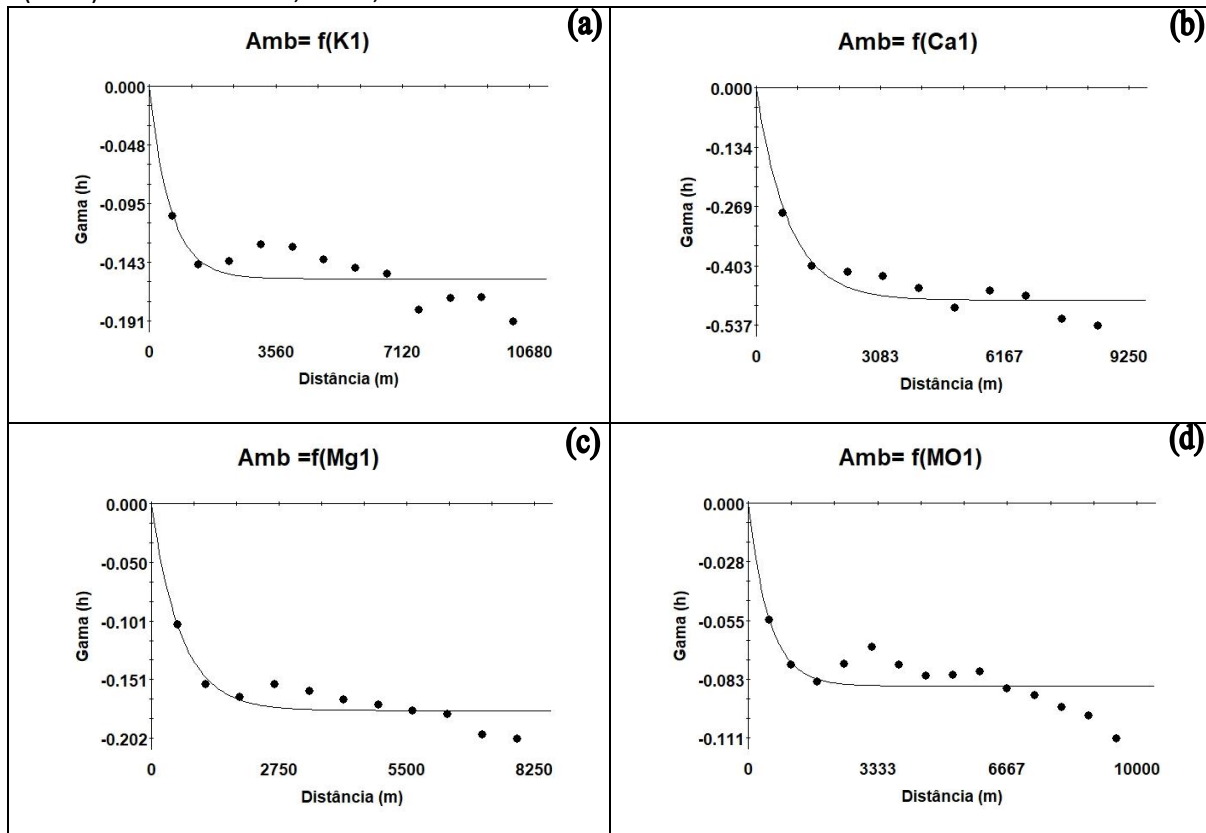 (a)
Amb= f(K1)
0.000
-0.048
-0.095
-0.143
-0.191
Gama (h)
0 3560 7120 10680
Distância (m)
(b)
Amb= f(Ca1)
0.000
-0.134
-0.269
-0.403
-0.537
Gama (h)
0 3083 6167 9250
Distância (m)
(c)
Amb =f(Mg1)
0.000
-0.050
-0.101
-0.151
-0.202
Gama (h)
0 2750 5500 8250
Distância (m)
(d)
Amb= f(MO1)
0.000
-0.028
-0.055
-0.083
-0.111
Gama (h)
0 3333 6667 10000
Distância (m)